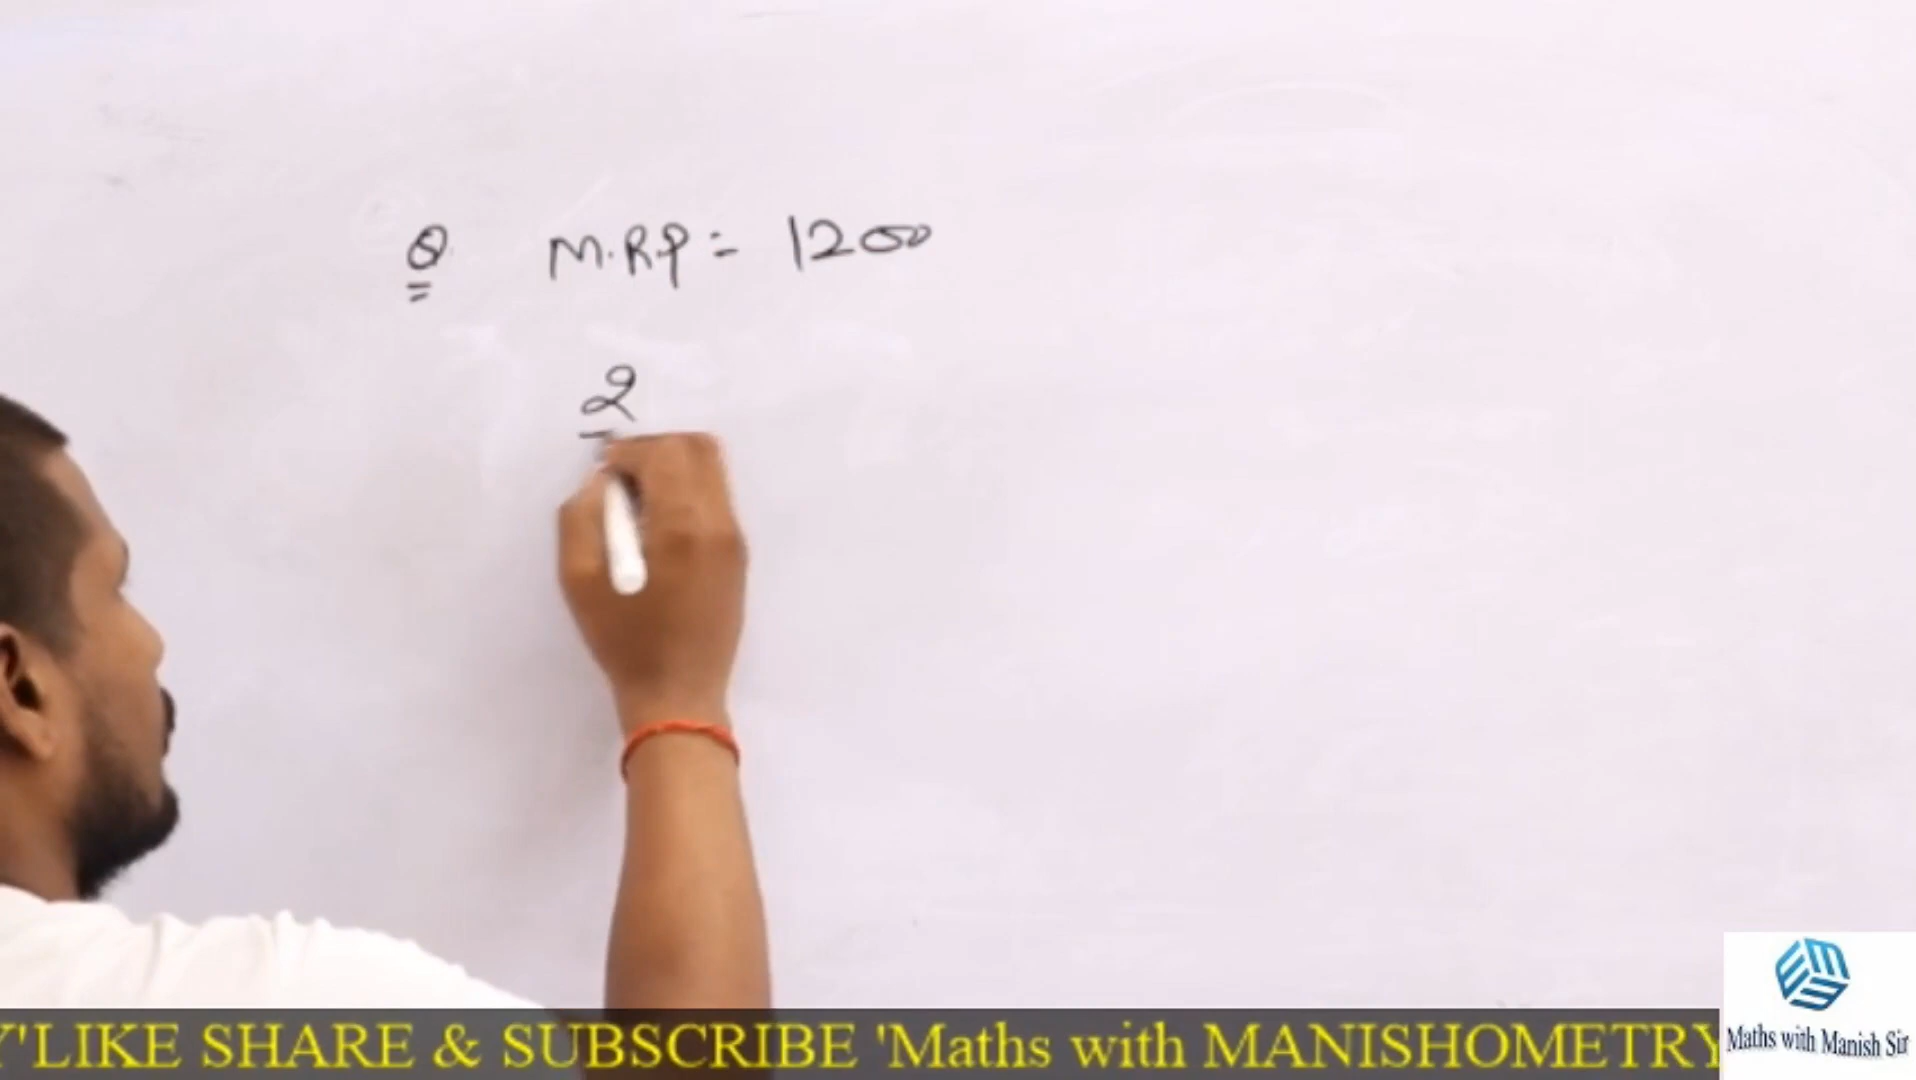 Q M.R.P = 1200
2
Y'LIKE SHARE & SUBSCRIBE 'Maths with MANISHOMETRY
Maths with Manish Sir